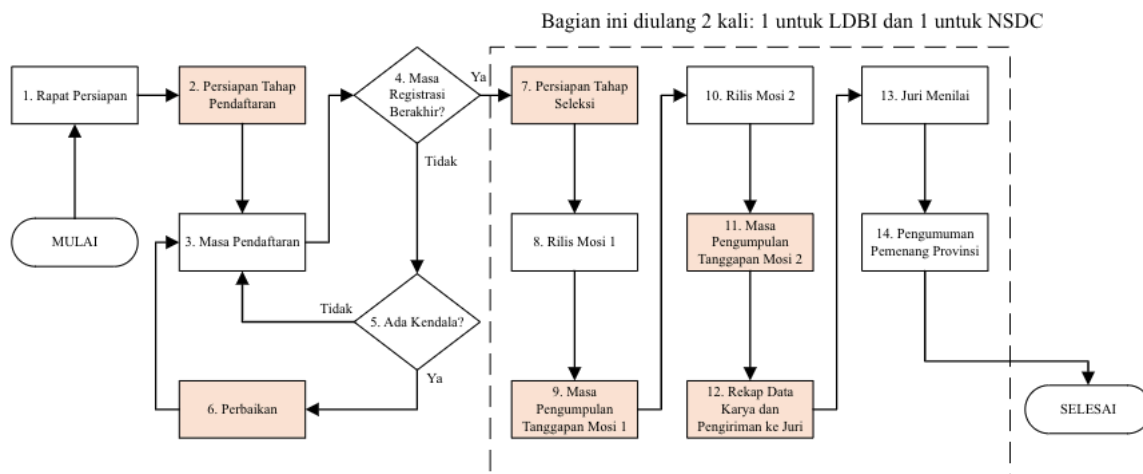 Bagian ini diulang 2 kali: 1 untuk LDBI dan 1 untuk NSDC
MULAI
1. Rapat Persiapan
2. Persiapan Tahap
Pendaftaran
3. Masa Pendaftaran
4. Masa
Registrasi
Berakhir?
Ya
Tidak
5. Ada Kendala?
Tidak
Ya
6. Perbaikan
7. Persiapan Tahap
Seleksi
8. Rilis Mosi 1
9. Masa
Pengumpulan
Tanggapan Mosi 1
10. Rilis Mosi 2
11. Masa
Pengumpulan
Tanggapan Mosi 2
12. Rekap Data
Karya dan
Pengiriman ke Juri
13. Juri Menilai
14. Pengumuman
Pemenang Provinsi
SELESAI